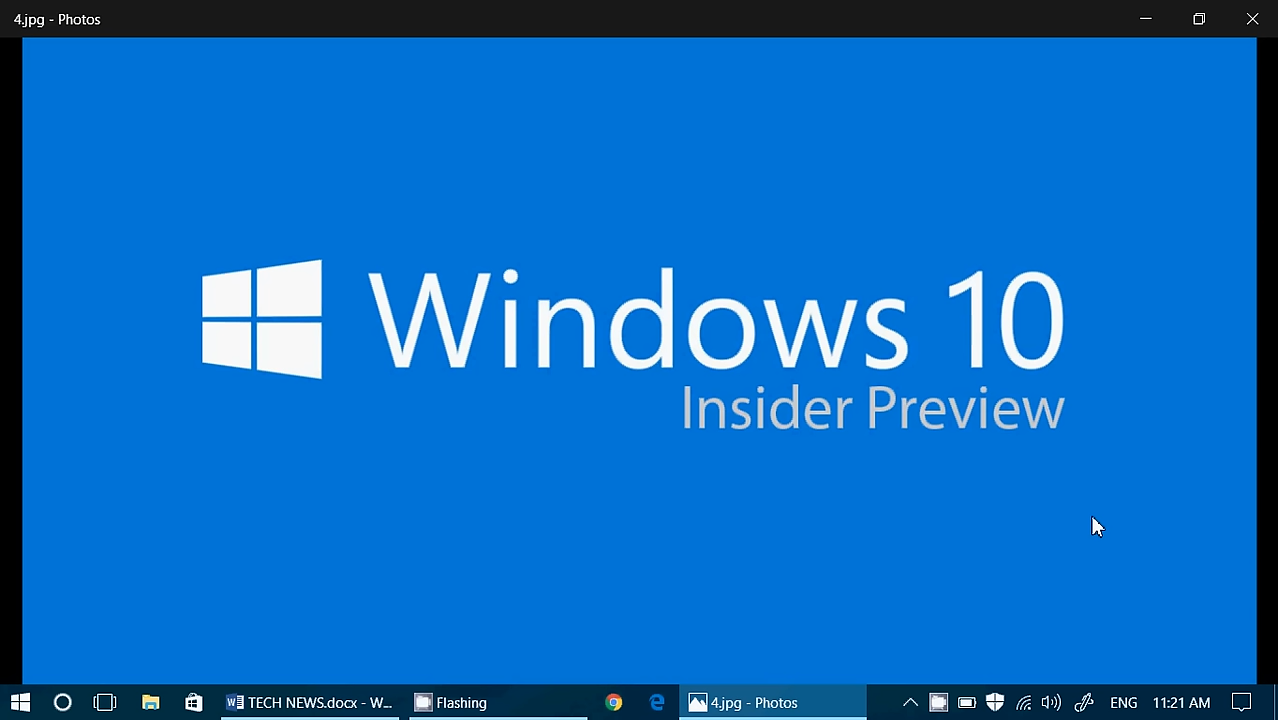 4.jpg - Photos
Windows 10
Insider Preview
TECH NEWS.docx - W...
Flashing
4.jpg - Photos
ENG
11:21 AM